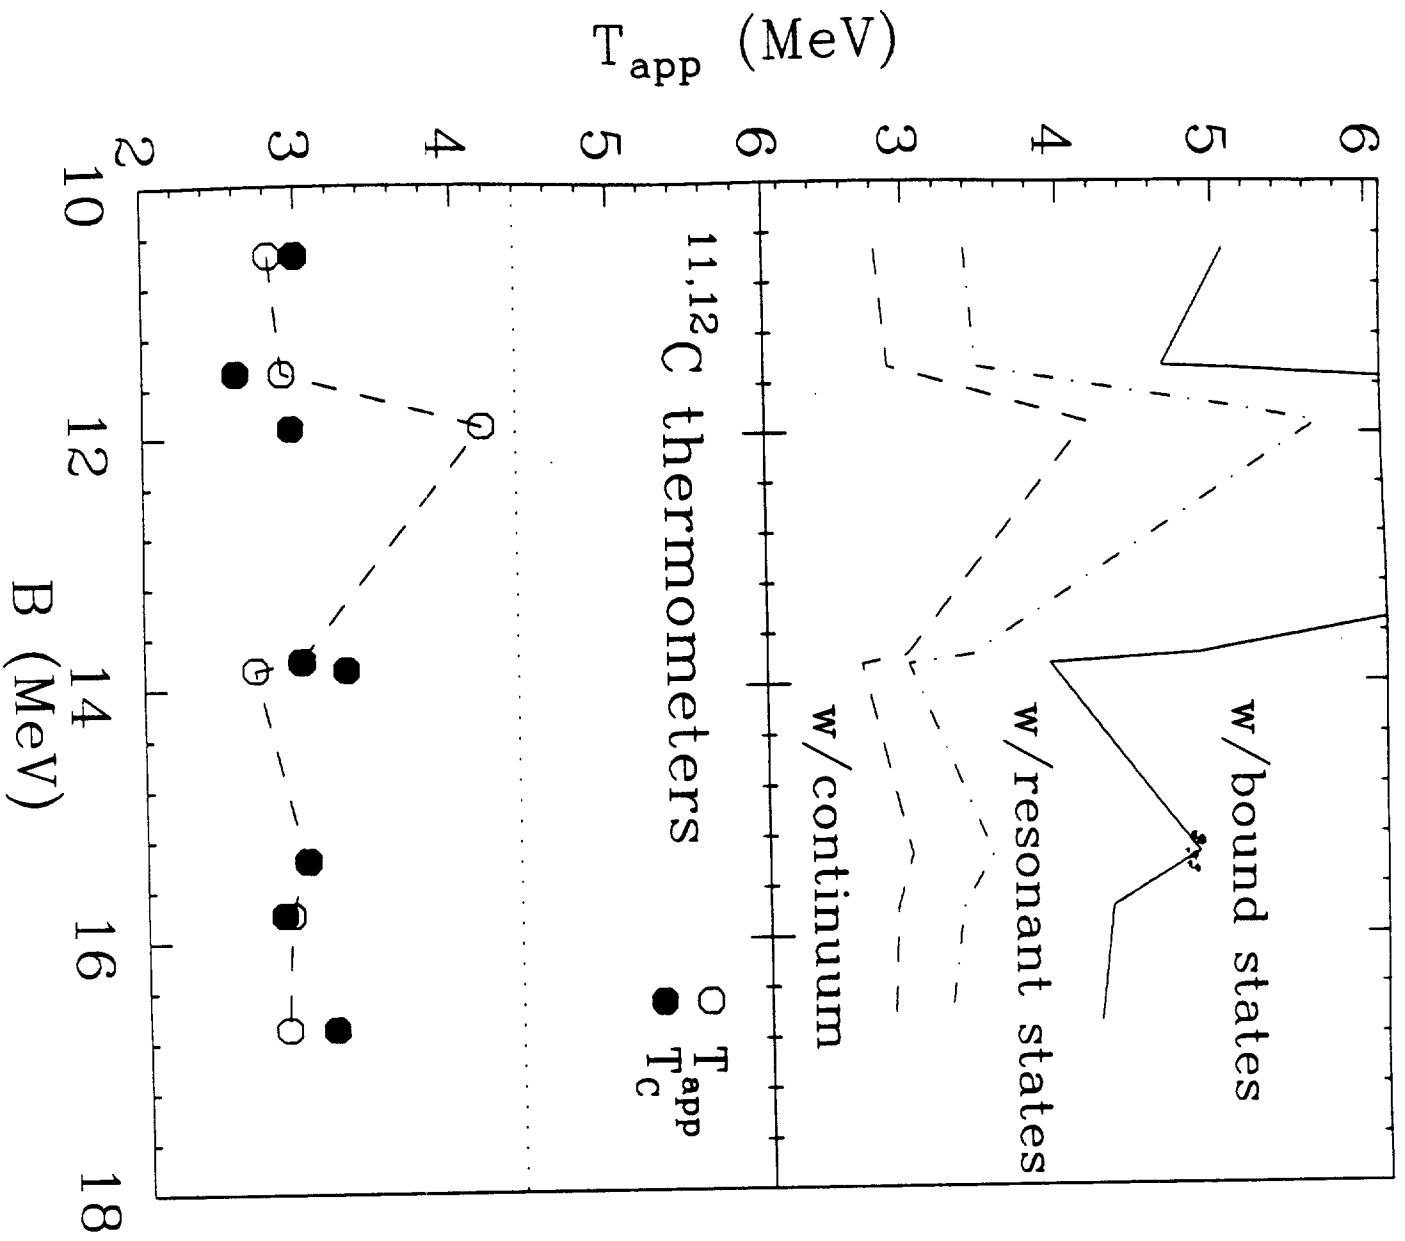 T_app (MeV)
6
5
4
3
6
5
4
3
2
w/bound states
w/resonant states
w/continuum
11,12C thermometers
T_app
T_C
10
12
14
16
18
B (MeV)